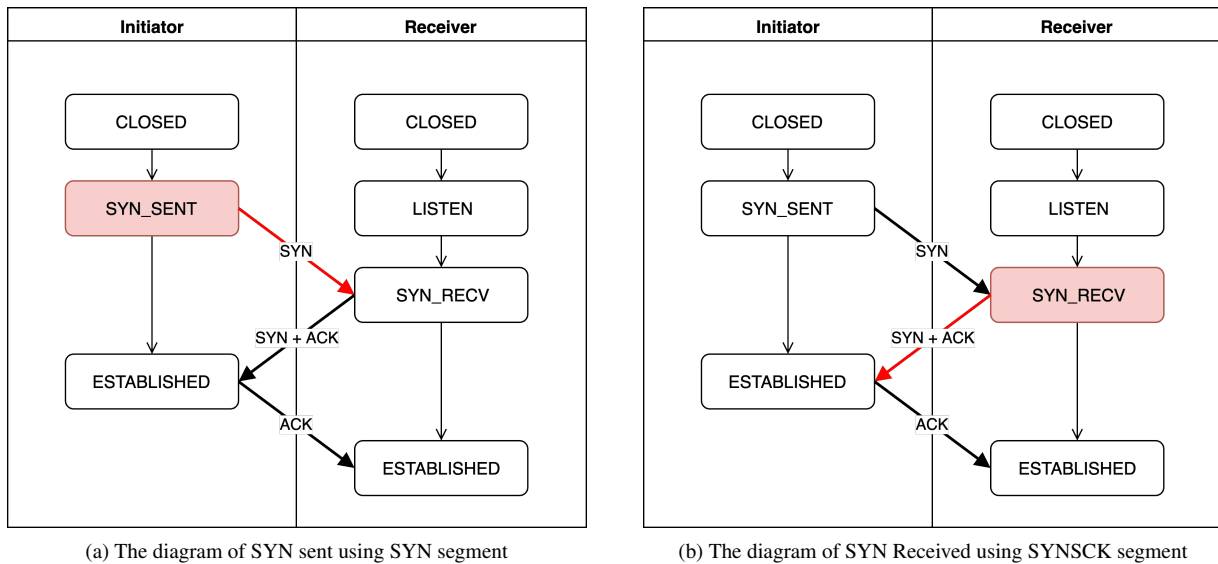 Initiator
Receiver
CLOSED
CLOSED
SYN_SENT
LISTEN
SYN
SYN_RECV
SYN + ACK
ESTABLISHED
ACK
ESTABLISHED
(a) The diagram of SYN sent using SYN segment
Initiator
Receiver
CLOSED
CLOSED
SYN_SENT
LISTEN
SYN
SYN_RECV
SYN + ACK
ESTABLISHED
ACK
ESTABLISHED
(b) The diagram of SYN Received using SYNSCK segment